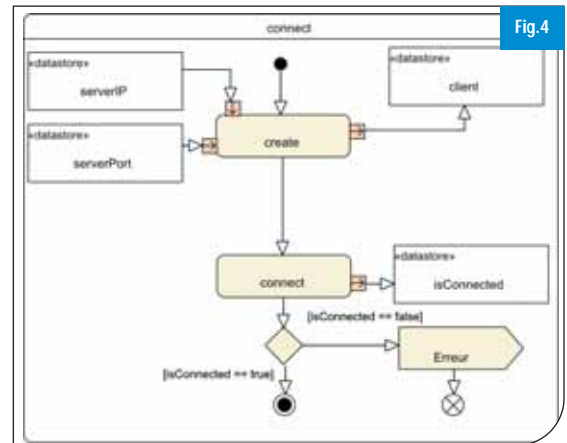 Fig.4
connect
«datastore»
serverIP
«datastore»
client
«datastore»
serverPort
create
«datastore»
isConnected
connect
[isConnected == false]
Erreur
[isConnected == true]